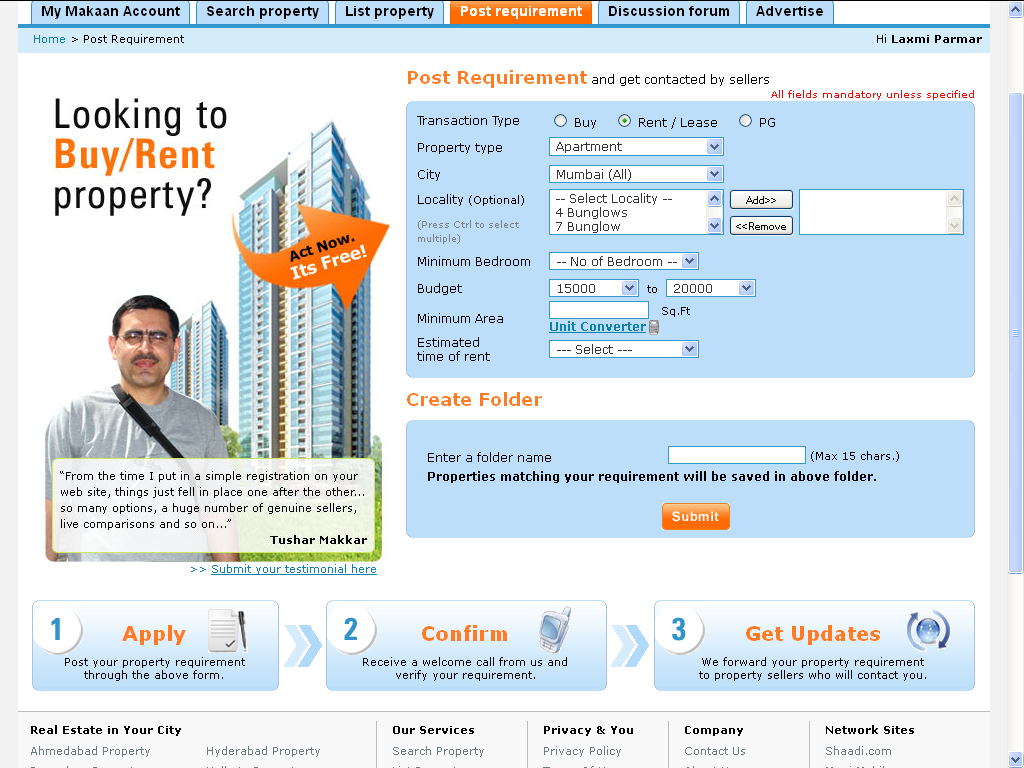 My Makaan Account
Search property
List property
Post requirement
Discussion forum
Advertise
Home > Post Requirement
Hi Laxmi Parmar
Looking to
Buy/Rent
property?
Act Now.
Its Free!
"From the time I put in a simple registration on your
web site, things just fell in place one after the other...
so many options, a huge number of genuine sellers,
live comparisons and so on..."
Tushar Makkar
>> Submit your testimonial here
Post Requirement and get contacted by sellers
All fields mandatory unless specified
Transaction Type Buy Rent / Lease PG
Property type Apartment
City Mumbai (All)
Locality (Optional)
(Press Ctrl to select
multiple)
-- Select Locality --
4 Bunglows
7 Bunglow
Add>>
<<Remove
Minimum Bedroom -- No of Bedroom --
Budget 15000 to 20000
Minimum Area Sq.Ft
Unit Converter
Estimated
time of rent
--- Select ---
Create Folder
Enter a folder name (Max 15 chars.)
Properties matching your requirement will be saved in above folder.
Submit
1 Apply
Post your property requirement
through the above form.
2 Confirm
Receive a welcome call from us and
verify your requirement.
3 Get Updates
We forward your property requirement
to property sellers who will contact you.
Real Estate in Your City
Ahmedabad Property Hyderabad Property
Our Services
Search Property
Privacy & You
Privacy Policy
Company
Contact Us
Network Sites
Shaadi.com